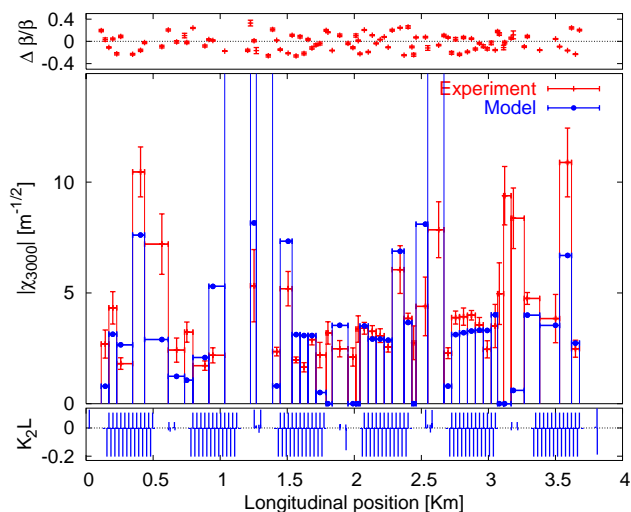 Δ β/β
0.4
0
-0.4
Experiment
Model
|χ3000| [m-1/2]
10
5
0
K2L
0
-0.2
0 0.5 1 1.5 2 2.5 3 3.5 4
Longitudinal position [Km]